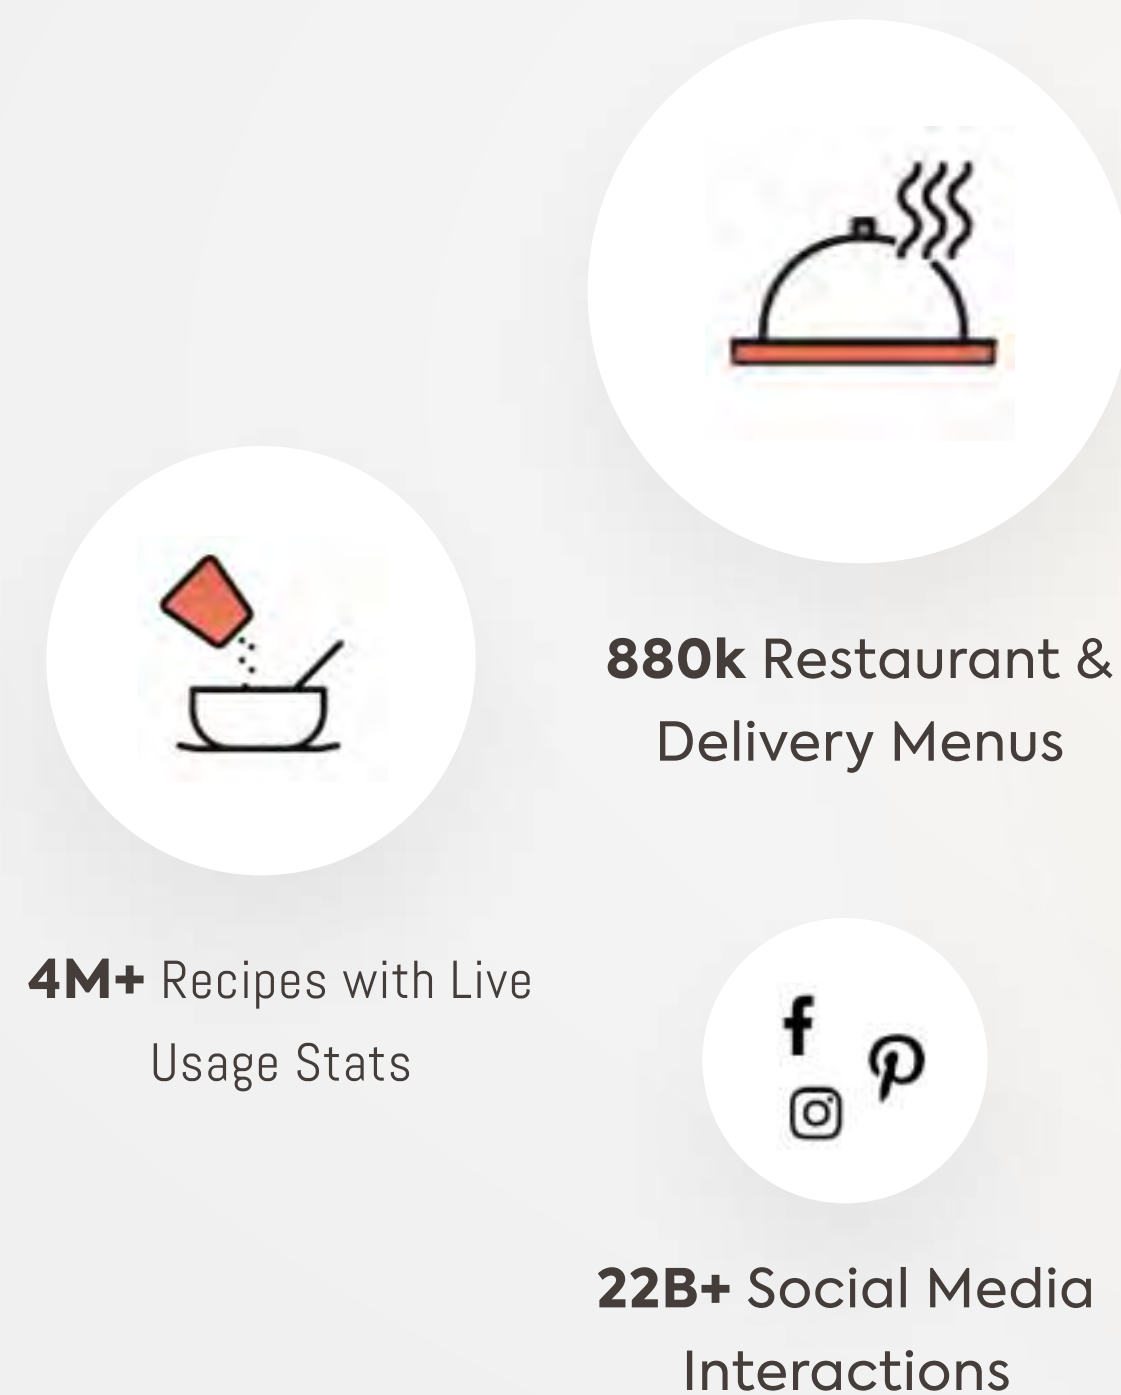 880k Restaurant &
Delivery Menus
4M+ Recipes with Live
Usage Stats
22B+ Social Media
Interactions